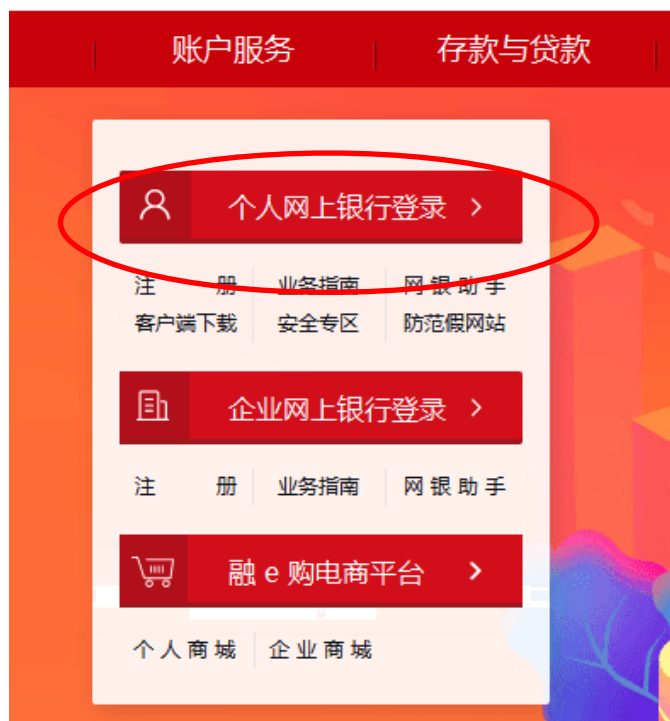 账户服务 存款与贷款
个人网上银行登录 >
注 册 业务指南 网银助手
客户端下载 安全专区 防范假网站
企业网上银行登录 >
注 册 业务指南 网银助手
融e购电商平台 >
个人商城 企业商城